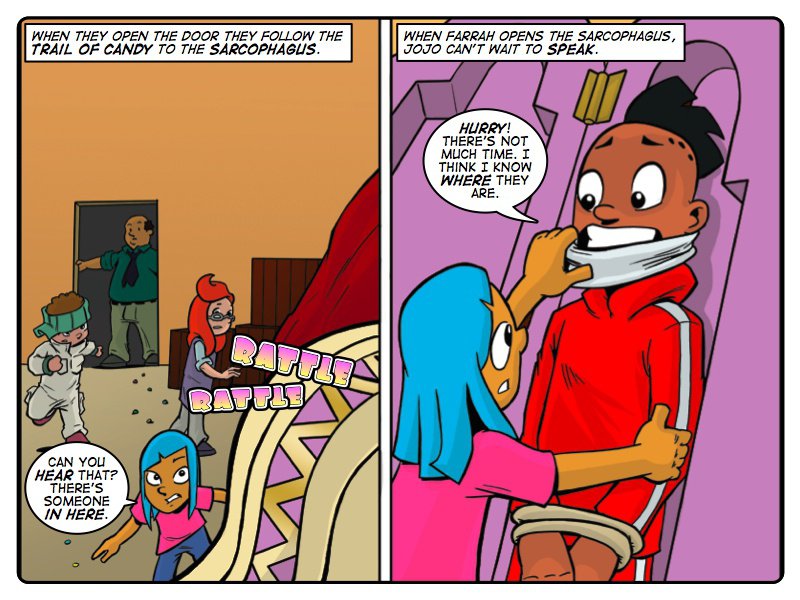 WHEN THEY OPEN THE DOOR THEY FOLLOW THE
TRAIL OF CANDY TO THE SARCOPHAGUS.
RATTLE
RATTLE
CAN YOU
HEAR THAT?
THERE'S
SOMEONE
IN HERE.
WHEN FARRAH OPENS THE SARCOPHAGUS,
JOJO CAN'T WAIT TO SPEAK.
HURRY!
THERE'S NOT
MUCH TIME. I
THINK I KNOW
WHERE THEY
ARE.